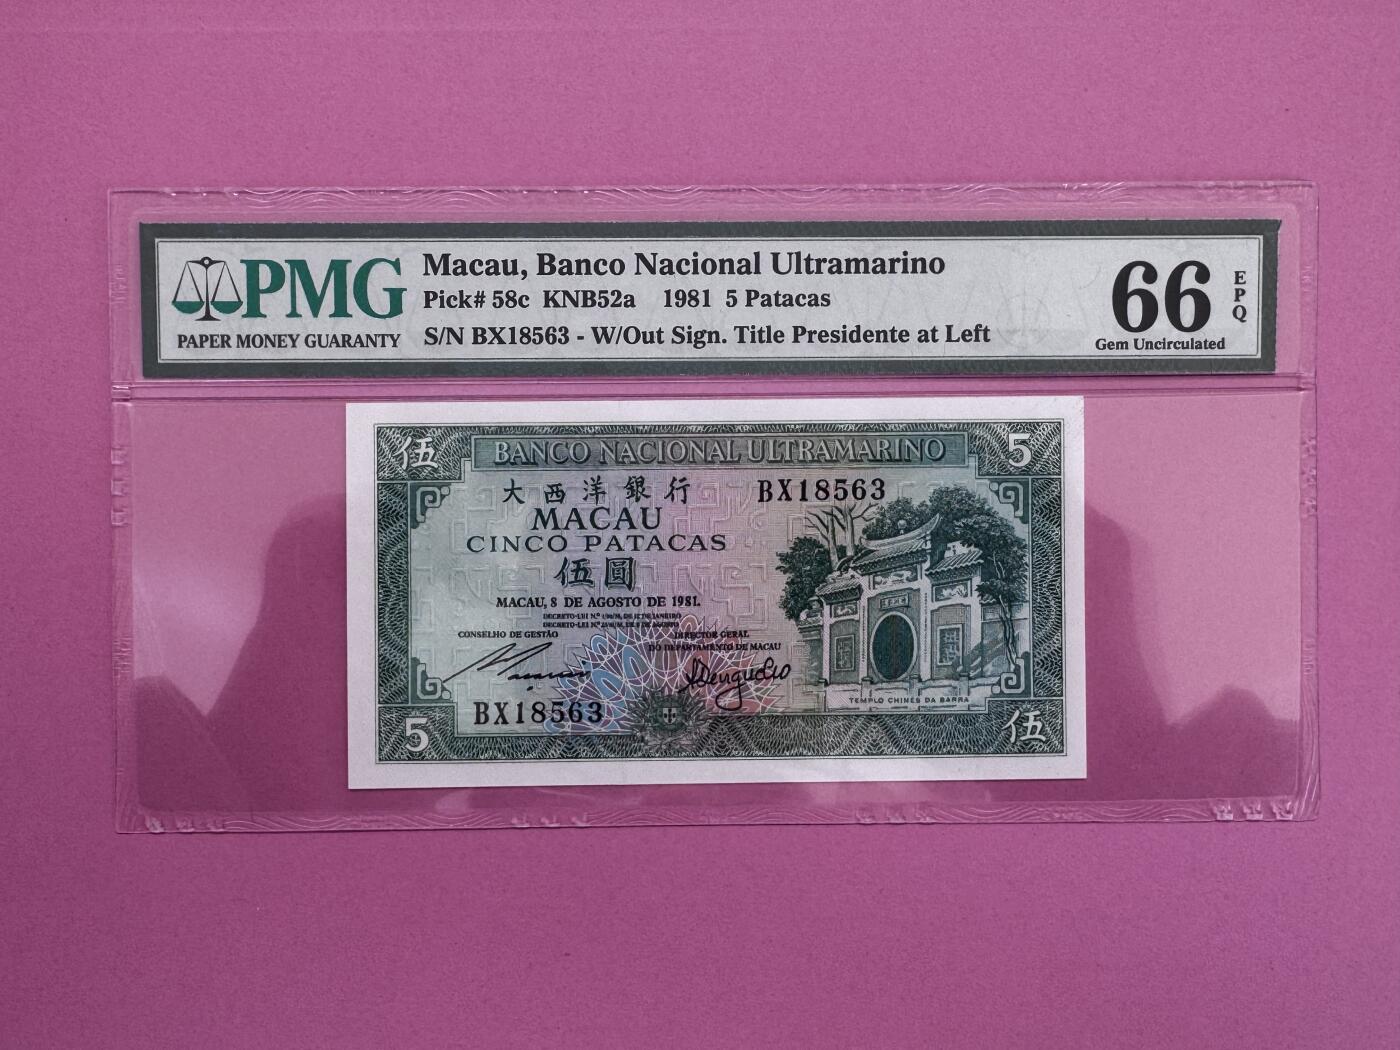 PMG
PAPER MONEY GUARANTY
Macau, Banco Nacional Ultramarino
Pick# 58c KNB52a 1981 5 Patacas
S/N BX18563 - W/Out Sign. Title Presidente at Left
66
EPQ
Gem Uncirculated
伍
BANCO NACIONAL ULTRAMARINO
5
大西洋銀行
BX18563
MACAU
CINCO PATACAS
伍圓
MACAU, 8 DE AGOSTO DE 1981.
CONSELHO DE GESTÃO
DIRECTOR GERAL
DO DEPARTAMENTO DE MACAU
TEMPLO CHINES DA BARRA
BX18563
5
伍